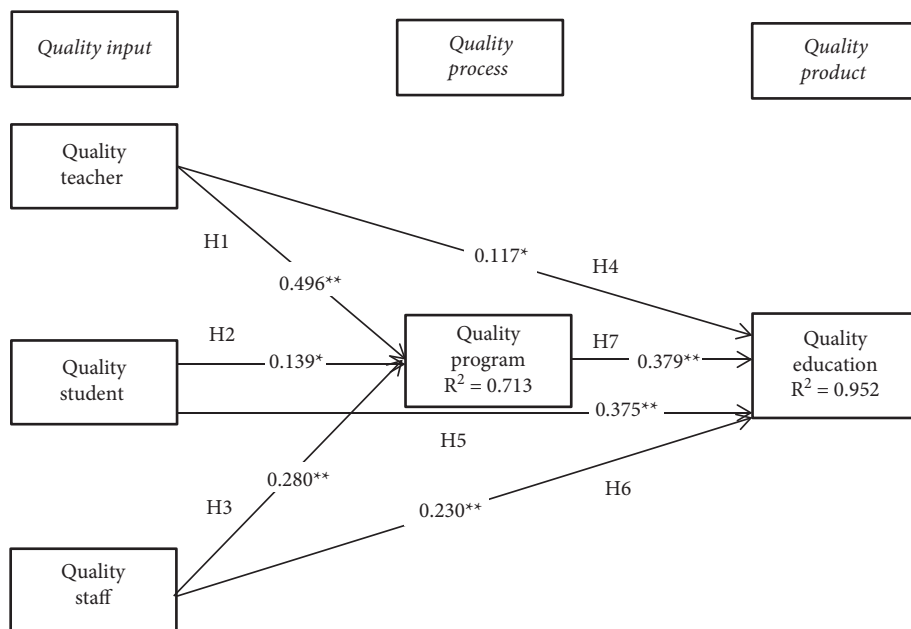 Quality input
Quality
process
Quality
product
Quality
teacher
H1
0.496**
0.117*
H4
Quality
student
H2
0.139*
Quality
program
R² = 0.713
H7
0.379**
Quality
education
R² = 0.952
0.375**
H5
0.280**
H3
0.230**
H6
Quality
staff